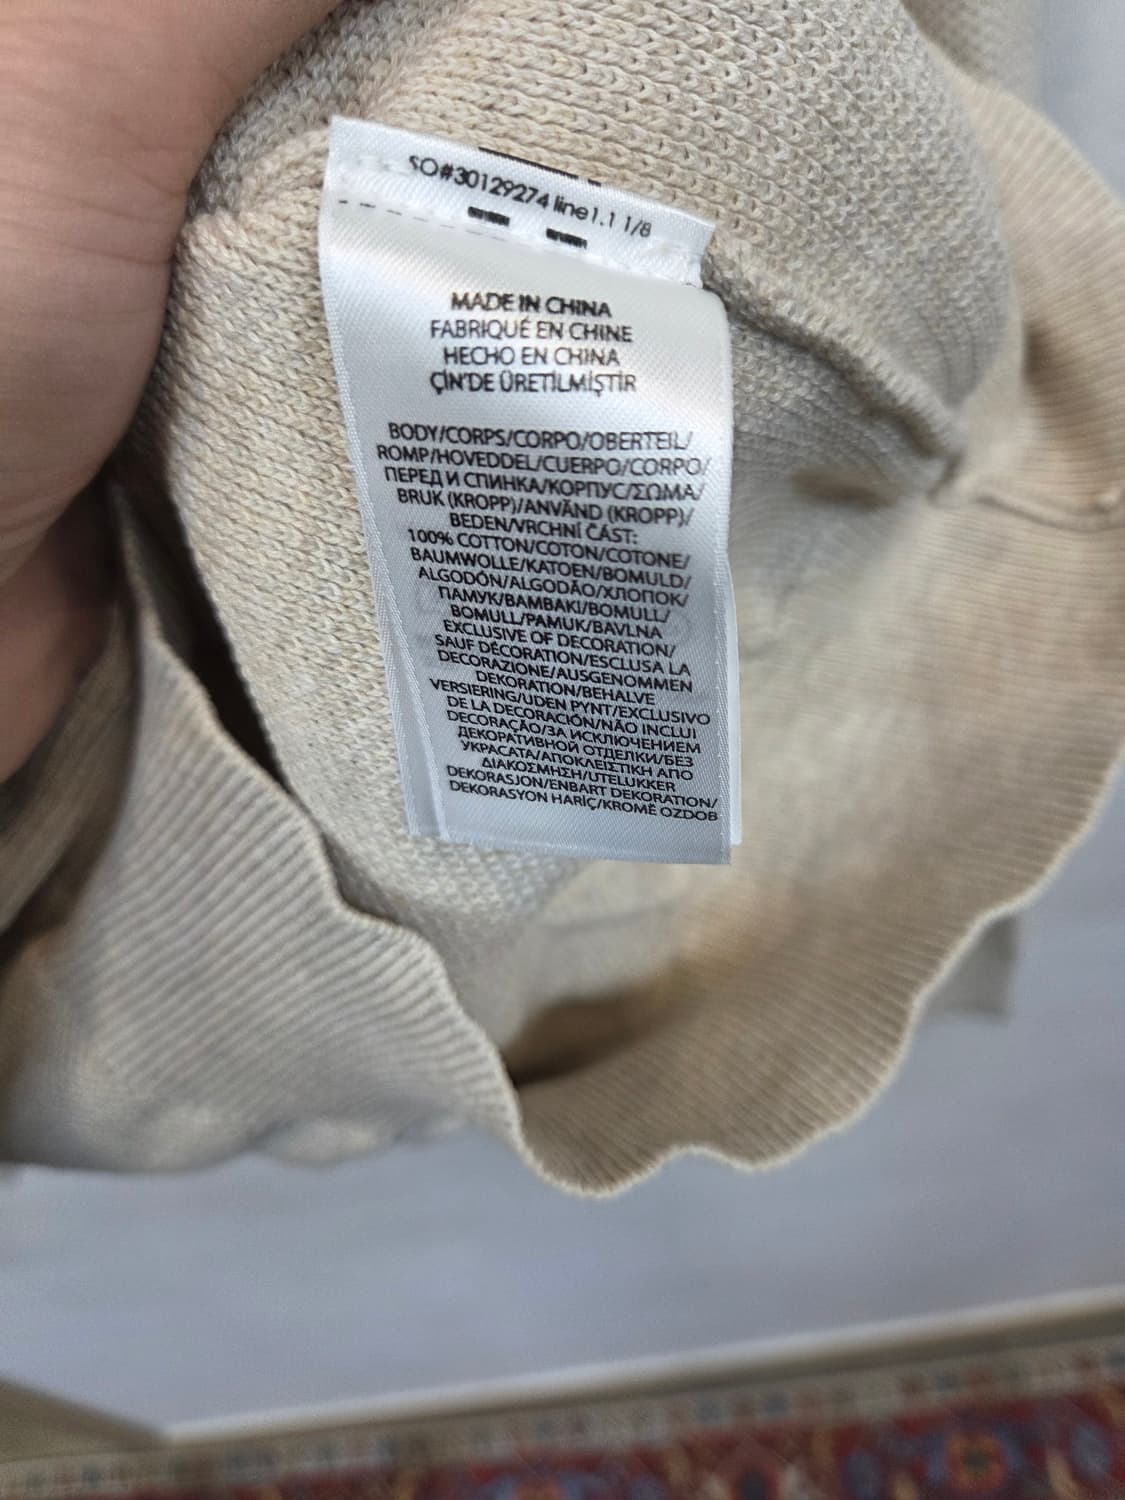 SO#30129274 line1.1 1/8
MADE IN CHINA
FABRIQUÉ EN CHINE
HECHO EN CHINA
ÇİN'DE ÜRETİLMİŞTİR
BODY/CORPS/CORPO/OBERTEIL/
ROMP/HOVEDDEL/CUERPO/CORPO/
ПЕРЕД И СПИНКА/КОРПУС/ΣΩΜΑ/
BRUK (KROPP)/ANVÄND (KROPP)/
BEDEN/VRCHNÍ ČÁST:
100% COTTON/COTON/COTONE/
BAUMWOLLE/KATOEN/BOMULD/
ALGODÓN/ALGODÃO/ХЛОПОК/
ПАМУК/ΒΑΜΒΑΚΙ/BOMULL/
BOMULL/PAMUK/BAVLNA
EXCLUSIVE OF DECORATION/
SAUF DÉCORATION/ESCLUSA LA
DECORAZIONE/AUSGENOMMEN
DEKORATION/BEHALVE
VERSIERING/UDEN PYNT/EXCLUSIVO
DE LA DECORACIÓN/NÃO INCLUI
DECORAÇÃO/ЗА ИСКЛЮЧЕНИЕМ
ДЕКОРАТИВНОЙ ОТДЕЛКИ/БЕЗ
УКРАСАТА/ΑΠΟΚΛΕΙΣΤΙΚΗ ΑΠΟ
ΔΙΑΚΟΣΜΗΣΗ/UTELUKKER
DEKORASJON/ENBART DEKORATION/
DEKORASYON HARİÇ/KROMĚ OZDOB